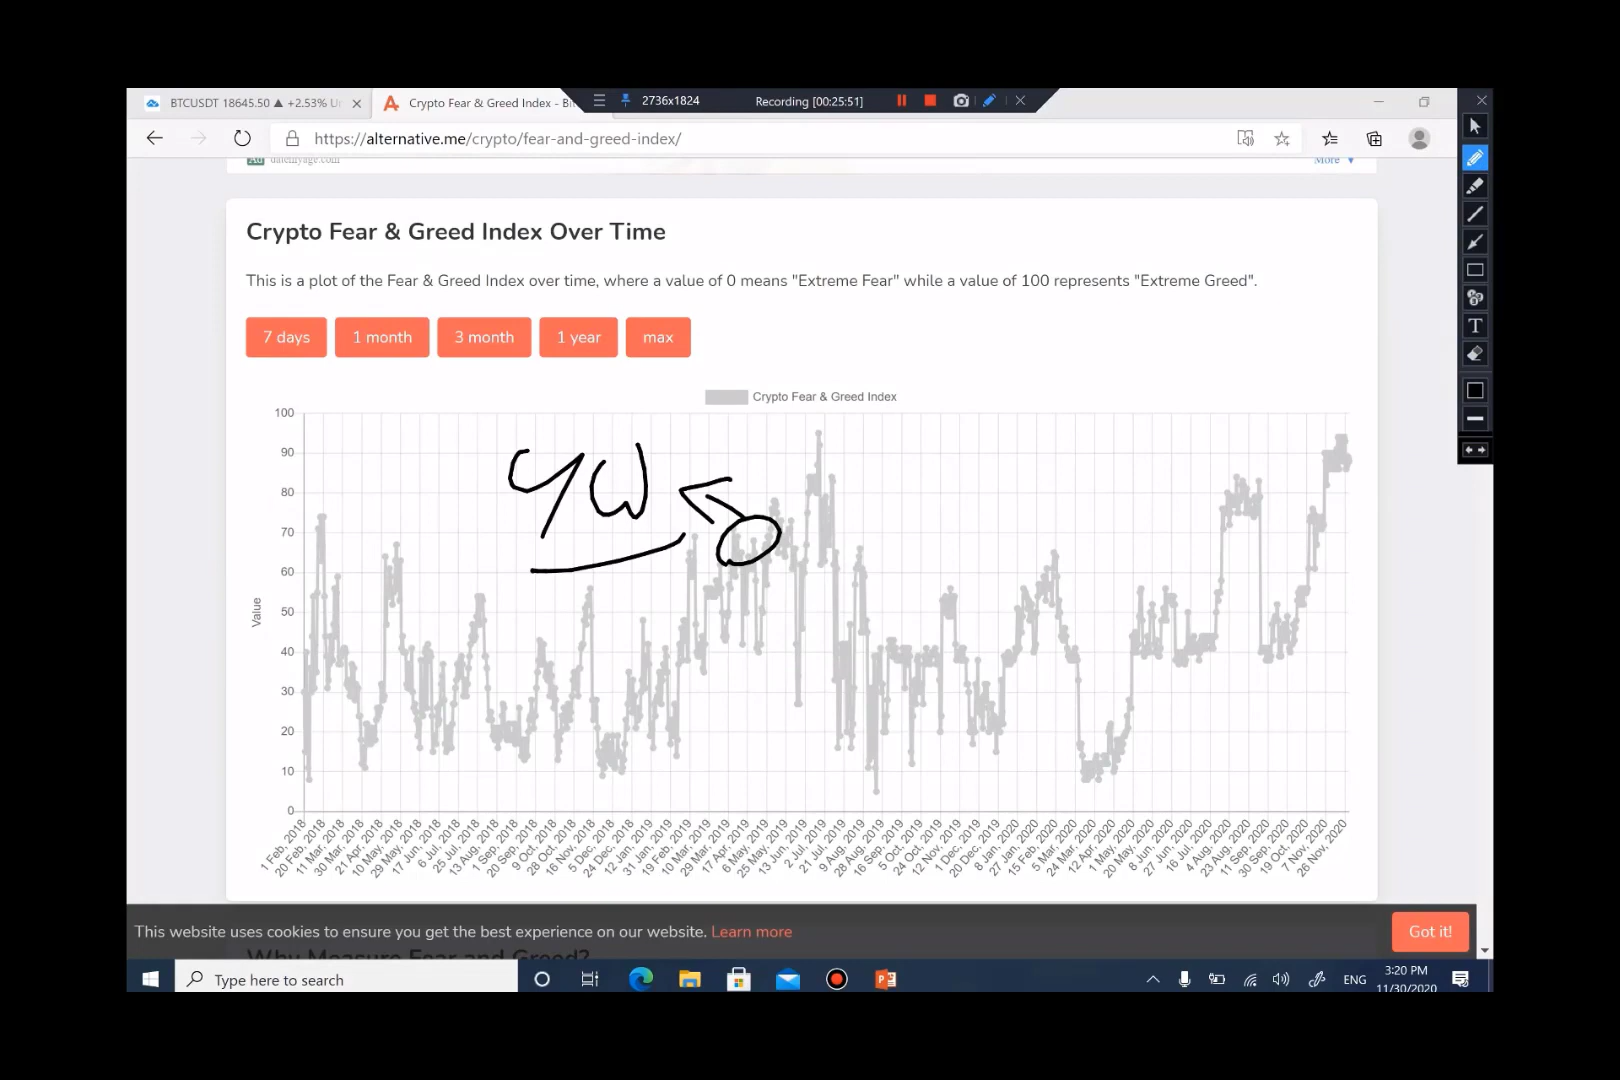 BTCUSDT 18645.50 ▲ +2.53%
Crypto Fear & Greed Index - Bi
2736x1824
Recording [00:25:51]
https://alternative.me/crypto/fear-and-greed-index/
Ad datemyage.com
More
Crypto Fear & Greed Index Over Time
This is a plot of the Fear & Greed Index over time, where a value of 0 means "Extreme Fear" while a value of 100 represents "Extreme Greed".
7 days 1 month 3 month 1 year max
Crypto Fear & Greed Index
100
90
80
70
60
50
40
30
20
10
0
Value
1 Feb, 2018
20 Feb, 2018
11 Mar, 2018
30 Mar, 2018
21 Apr, 2018
10 May, 2018
29 May, 2018
17 Jun, 2018
6 Jul, 2018
25 Jul, 2018
13 Aug, 2018
1 Sep, 2018
20 Sep, 2018
9 Oct, 2018
28 Oct, 2018
16 Nov, 2018
5 Dec, 2018
24 Dec, 2018
12 Jan, 2019
31 Jan, 2019
19 Feb, 2019
10 Mar, 2019
29 Mar, 2019
17 Apr, 2019
6 May, 2019
25 May, 2019
13 Jun, 2019
2 Jul, 2019
21 Jul, 2019
9 Aug, 2019
28 Aug, 2019
16 Sep, 2019
5 Oct, 2019
24 Oct, 2019
12 Nov, 2019
1 Dec, 2019
20 Dec, 2019
8 Jan, 2020
27 Jan, 2020
15 Feb, 2020
5 Mar, 2020
24 Mar, 2020
12 Apr, 2020
1 May, 2020
20 May, 2020
8 Jun, 2020
27 Jun, 2020
16 Jul, 2020
4 Aug, 2020
23 Aug, 2020
11 Sep, 2020
30 Sep, 2020
19 Oct, 2020
7 Nov, 2020
26 Nov, 2020
This website uses cookies to ensure you get the best experience on our website. Learn more
Got it!
Why Measure Fear and Greed?
Type here to search
ENG
3:20 PM
11/30/2020